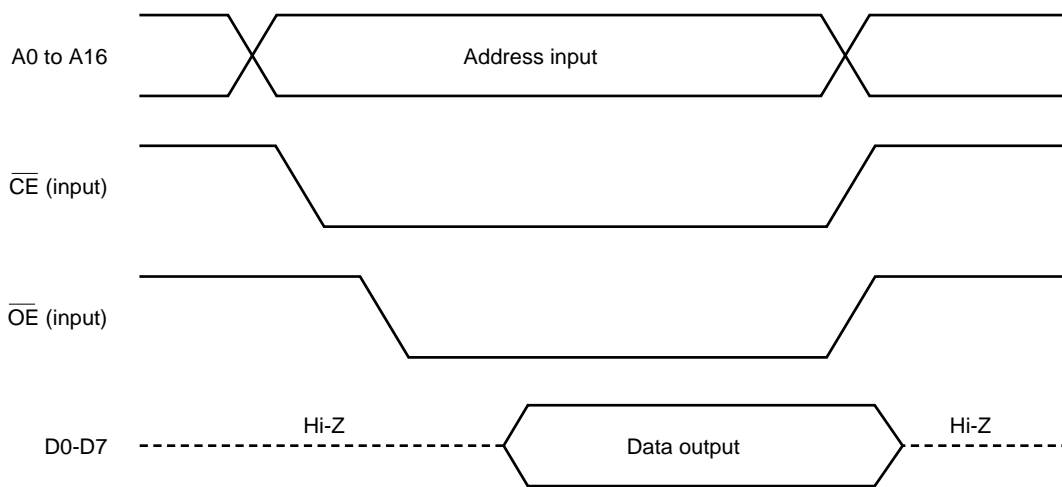 A0 to A16
Address input
CE (input)
OE (input)
Hi-Z
Hi-Z
D0-D7
Data output